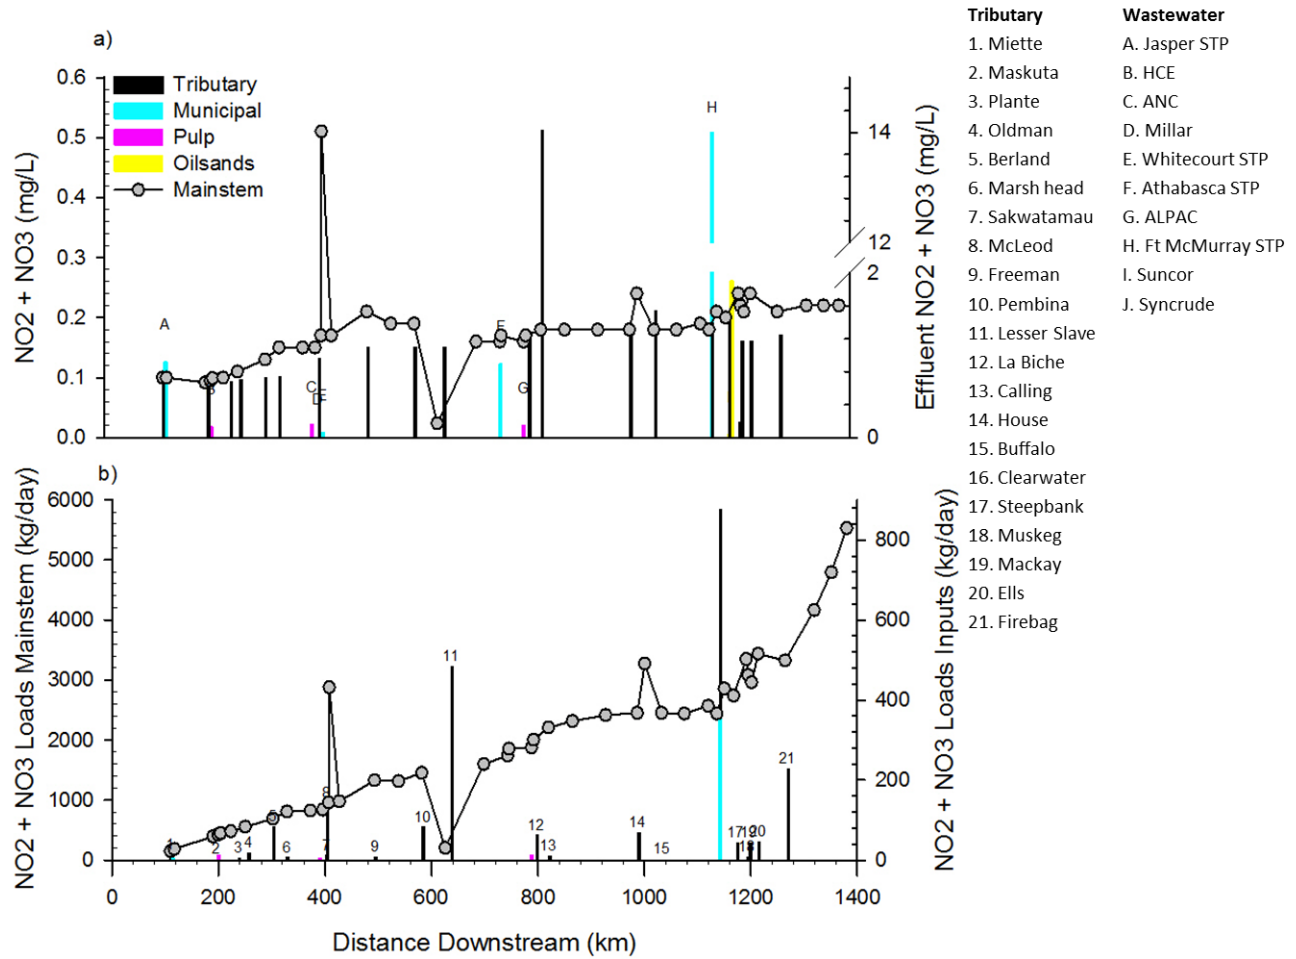 a)
Tributary
Municipal
Pulp
Oilsands
Mainstem
NO2 + NO3 (mg/L)
0.6
0.5
0.4
0.3
0.2
0.1
0.0
A
C
D
E
F
G
H
14
12
2
0
Effluent NO2 + NO3 (mg/L)
b)
NO2 + NO3 Loads Mainstem (kg/day)
6000
5000
4000
3000
2000
1000
0
1
2
3
4
5
6
7
8
9
10
11
12
13
14
15
17
18
19
20
21
800
600
400
200
0
NO2 + NO3 Loads Inputs (kg/day)
0 200 400 600 800 1000 1200 1400
Distance Downstream (km)
Tributary
1. Miette
2. Maskuta
3. Plante
4. Oldman
5. Berland
6. Marsh head
7. Sakwatamau
8. McLeod
9. Freeman
10. Pembina
11. Lesser Slave
12. La Biche
13. Calling
14. House
15. Buffalo
16. Clearwater
17. Steepbank
18. Muskeg
19. Mackay
20. Ells
21. Firebag
Wastewater
A. Jasper STP
B. HCE
C. ANC
D. Millar
E. Whitecourt STP
F. Athabasca STP
G. ALPAC
H. Ft McMurray STP
I. Suncor
J. Syncrude